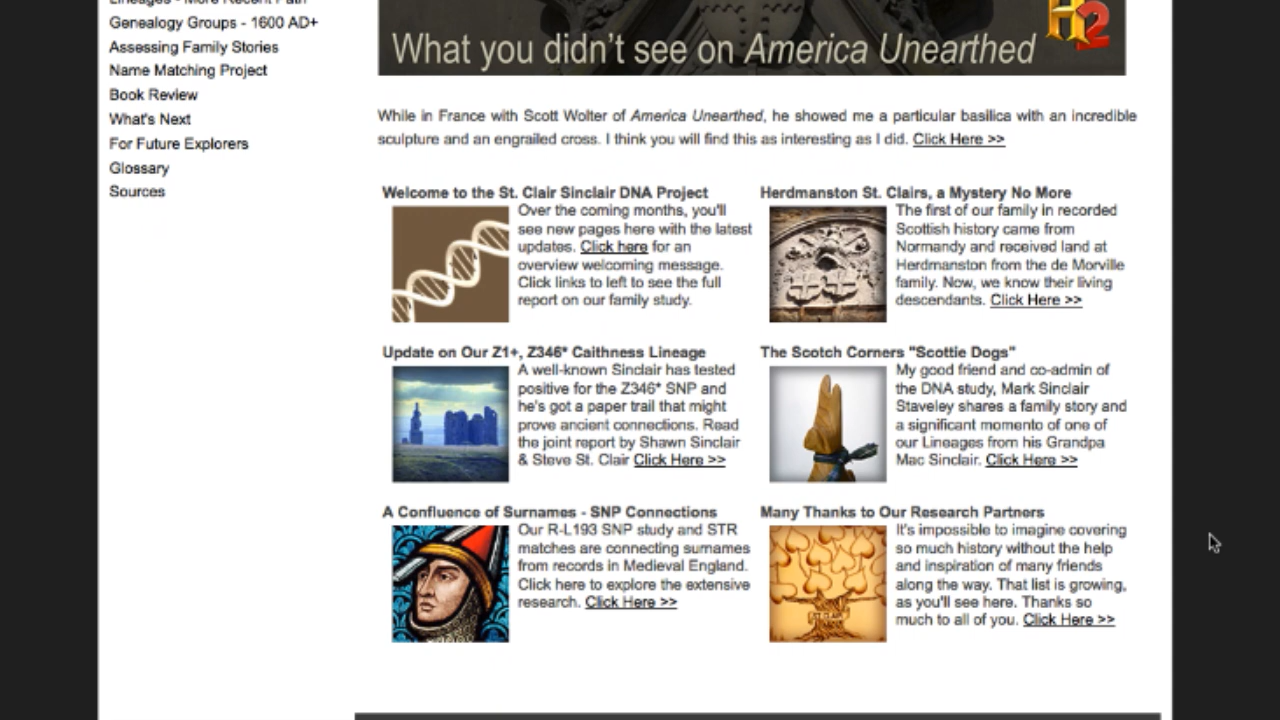 Lineages - More Recent Past
Genealogy Groups - 1600 AD+
Assessing Family Stories
Name Matching Project
Book Review
What's Next
For Future Explorers
Glossary
Sources
H2
What you didn't see on America Unearthed
While in France with Scott Wolter of America Unearthed, he showed me a particular basilica with an incredible
sculpture and an engrailed cross. I think you will find this as interesting as I did. Click Here >>
Welcome to the St. Clair Sinclair DNA Project
Over the coming months, you'll
see new pages here with the latest
updates. Click here for an
overview welcoming message.
Click links to left to see the full
report on our family study.
Herdmanston St. Clairs, a Mystery No More
The first of our family in recorded
Scottish history came from
Normandy and received land at
Herdmanston from the de Morville
family. Now, we know their living
descendants. Click Here >>
Update on Our Z1+, Z346* Caithness Lineage
A well-known Sinclair has tested
positive for the Z346* SNP and
he's got a paper trail that might
prove ancient connections. Read
the joint report by Shawn Sinclair
& Steve St. Clair Click Here >>
The Scotch Corners "Scottie Dogs"
My good friend and co-admin of
the DNA study, Mark Sinclair
Staveley shares a family story and
a significant momento of one of
our Lineages from his Grandpa
Mac Sinclair. Click Here >>
A Confluence of Surnames - SNP Connections
Our R-L193 SNP study and STR
matches are connecting surnames
from records in Medieval England.
Click here to explore the extensive
research. Click Here >>
Many Thanks to Our Research Partners
It's impossible to imagine covering
so much history without the help
and inspiration of many friends
along the way. That list is growing,
as you'll see here. Thanks so
much to all of you. Click Here >>
ST. CLAIR